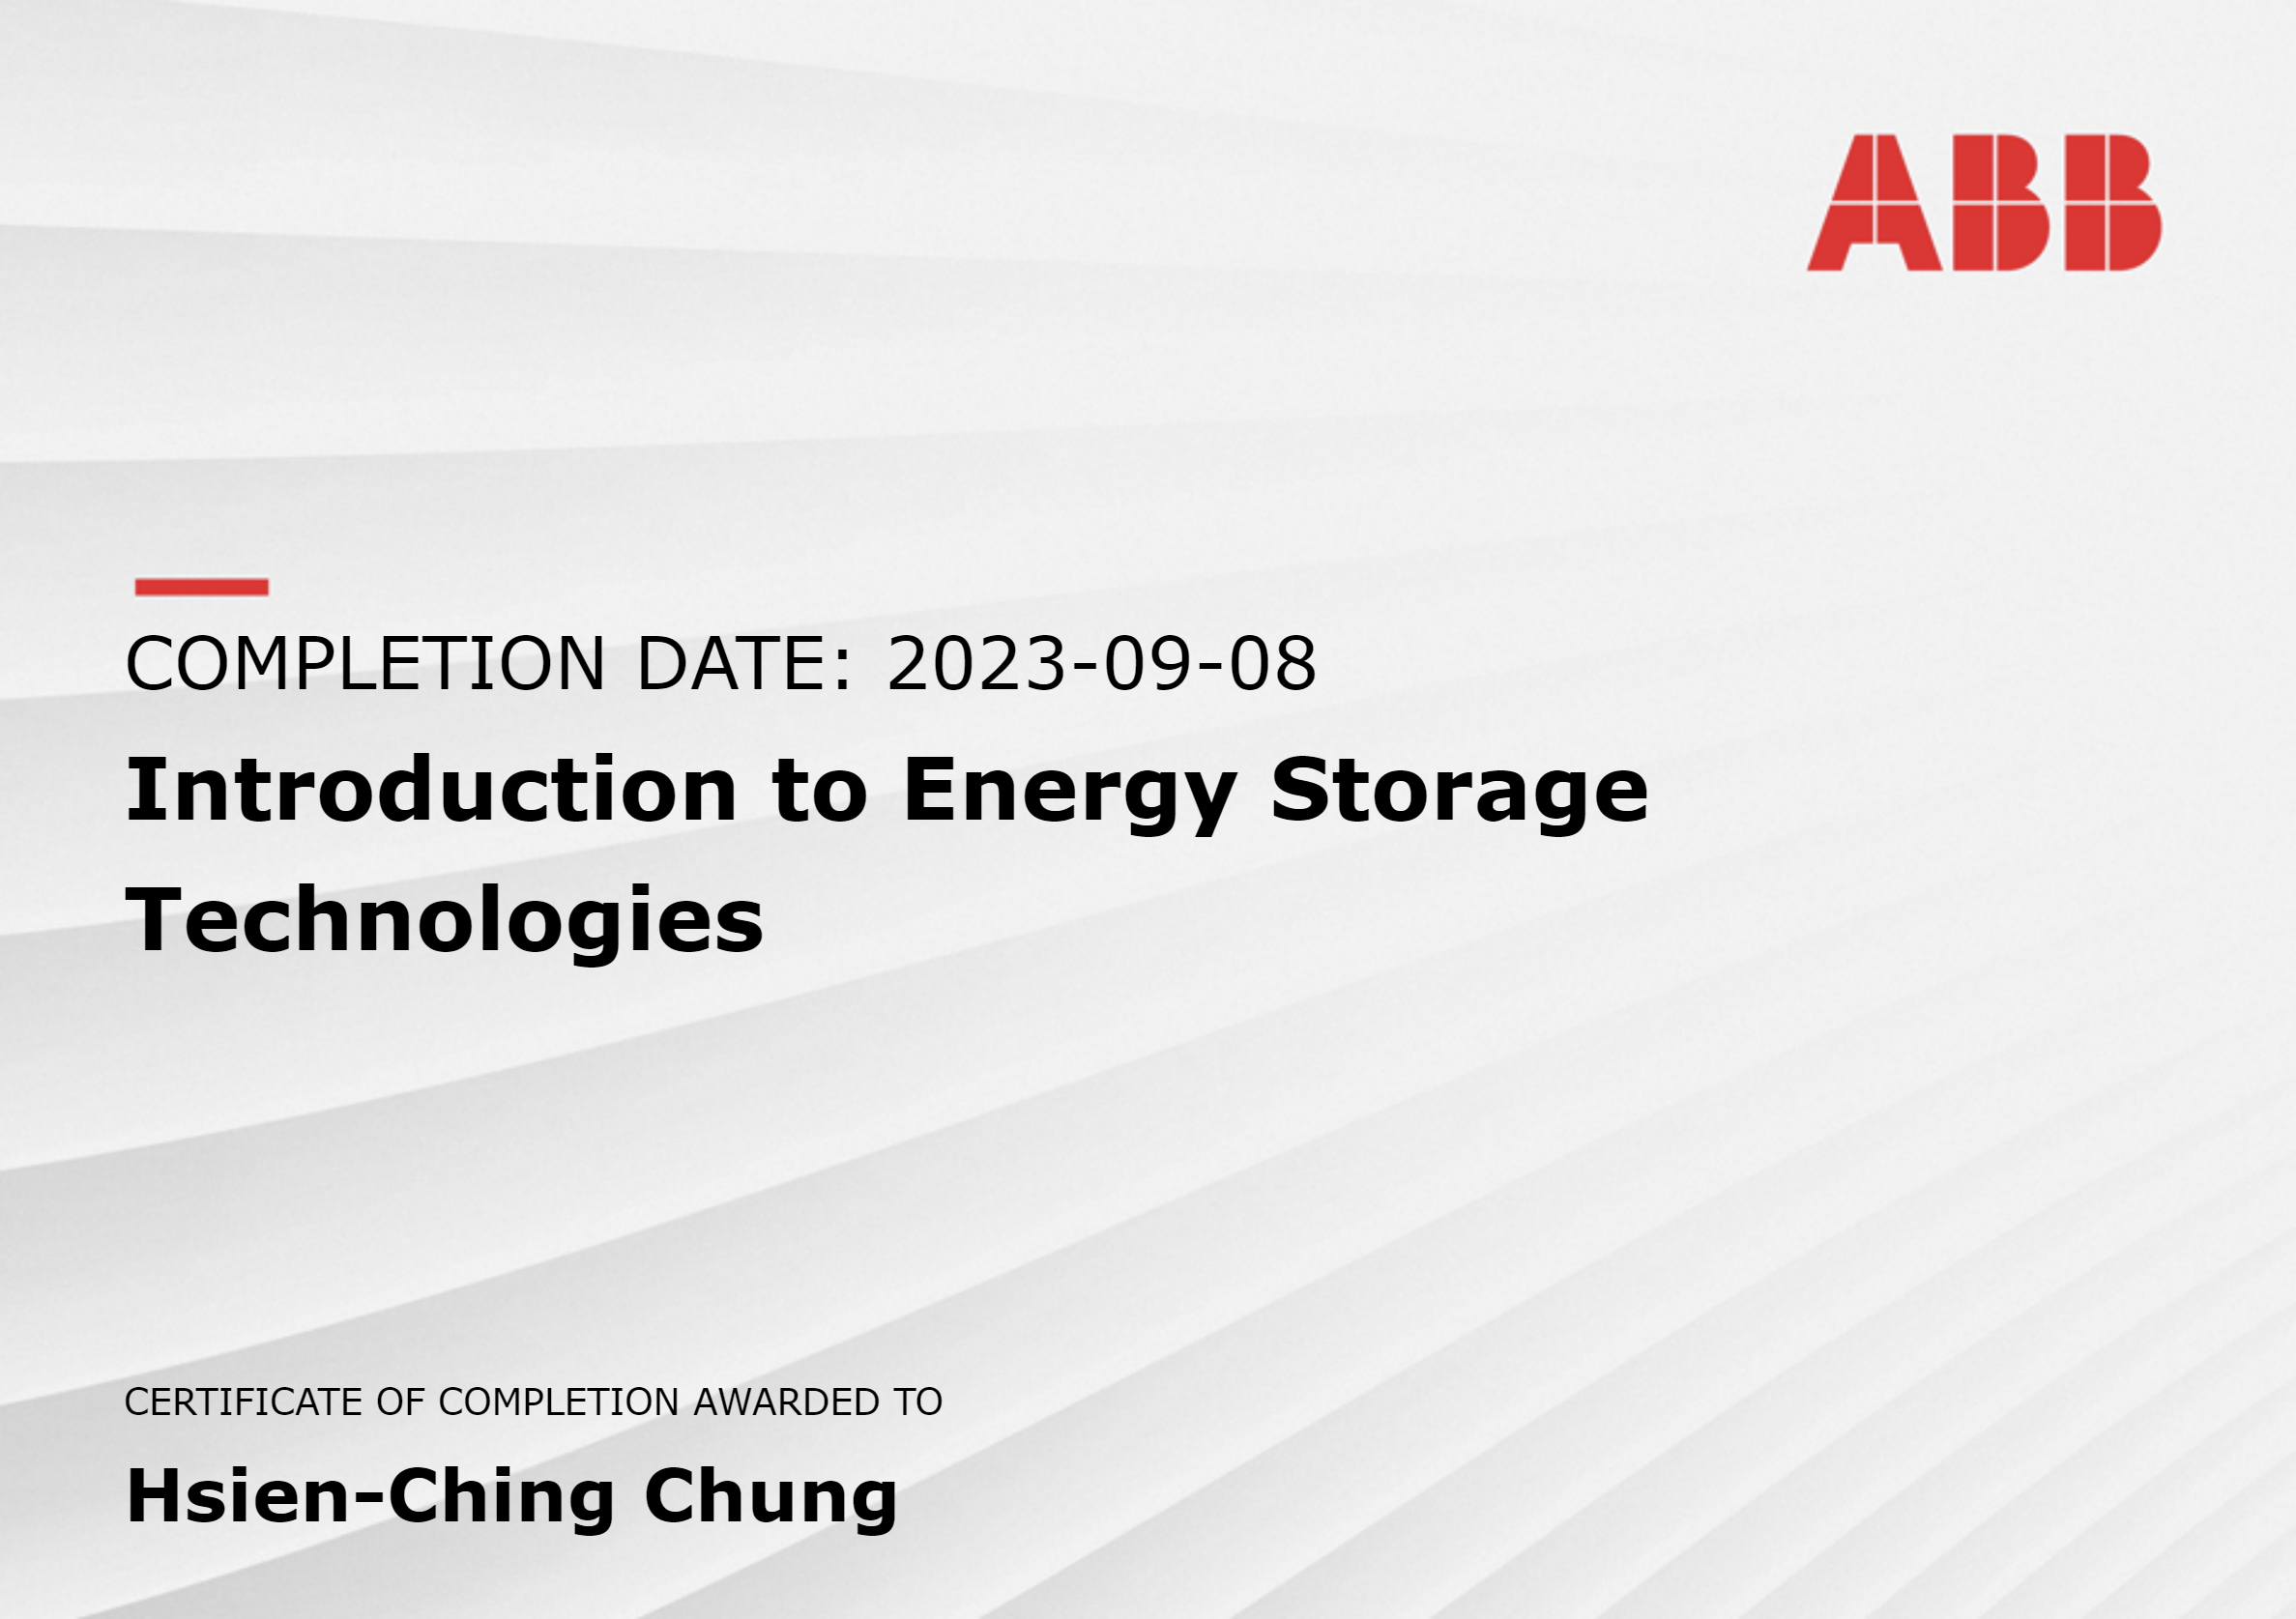 ABB
COMPLETION DATE: 2023-09-08
Introduction to Energy Storage
Technologies
CERTIFICATE OF COMPLETION AWARDED TO
Hsien-Ching Chung